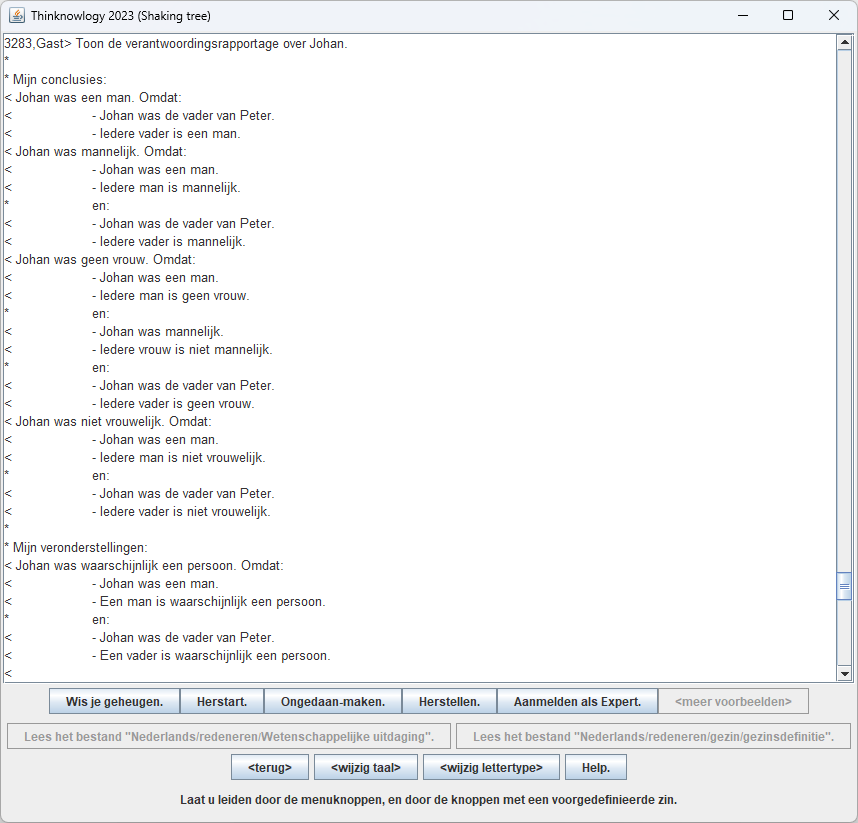 Thinknowlogy 2023 (Shaking tree)
3283,Gast> Toon de verantwoordingsrapportage over Johan.
*
* Mijn conclusies:
< Johan was een man. Omdat:
< - Johan was de vader van Peter.
< - Iedere vader is een man.
< Johan was mannelijk. Omdat:
< - Johan was een man.
< - Iedere man is mannelijk.
* en:
< - Johan was de vader van Peter.
< - Iedere vader is mannelijk.
< Johan was geen vrouw. Omdat:
< - Johan was een man.
< - Iedere man is geen vrouw.
* en:
< - Johan was mannelijk.
< - Iedere vrouw is niet mannelijk.
* en:
< - Johan was de vader van Peter.
< - Iedere vader is geen vrouw.
< Johan was niet vrouwelijk. Omdat:
< - Johan was een man.
< - Iedere man is niet vrouwelijk.
* en:
< - Johan was de vader van Peter.
< - Iedere vader is niet vrouwelijk.
*
* Mijn veronderstellingen:
< Johan was waarschijnlijk een persoon. Omdat:
< - Johan was een man.
< - Een man is waarschijnlijk een persoon.
* en:
< - Johan was de vader van Peter.
< - Een vader is waarschijnlijk een persoon.
<
Wis je geheugen. Herstart. Ongedaan-maken. Herstellen. Aanmelden als Expert. <meer voorbeelden>
Lees het bestand "Nederlands/redeneren/Wetenschappelijke uitdaging". Lees het bestand "Nederlands/redeneren/gezin/gezinsdefinitie".
<terug> <wijzig taal> <wijzig lettertype> Help.
Laat u leiden door de menuknoppen, en door de knoppen met een voorgedefinieerde zin.